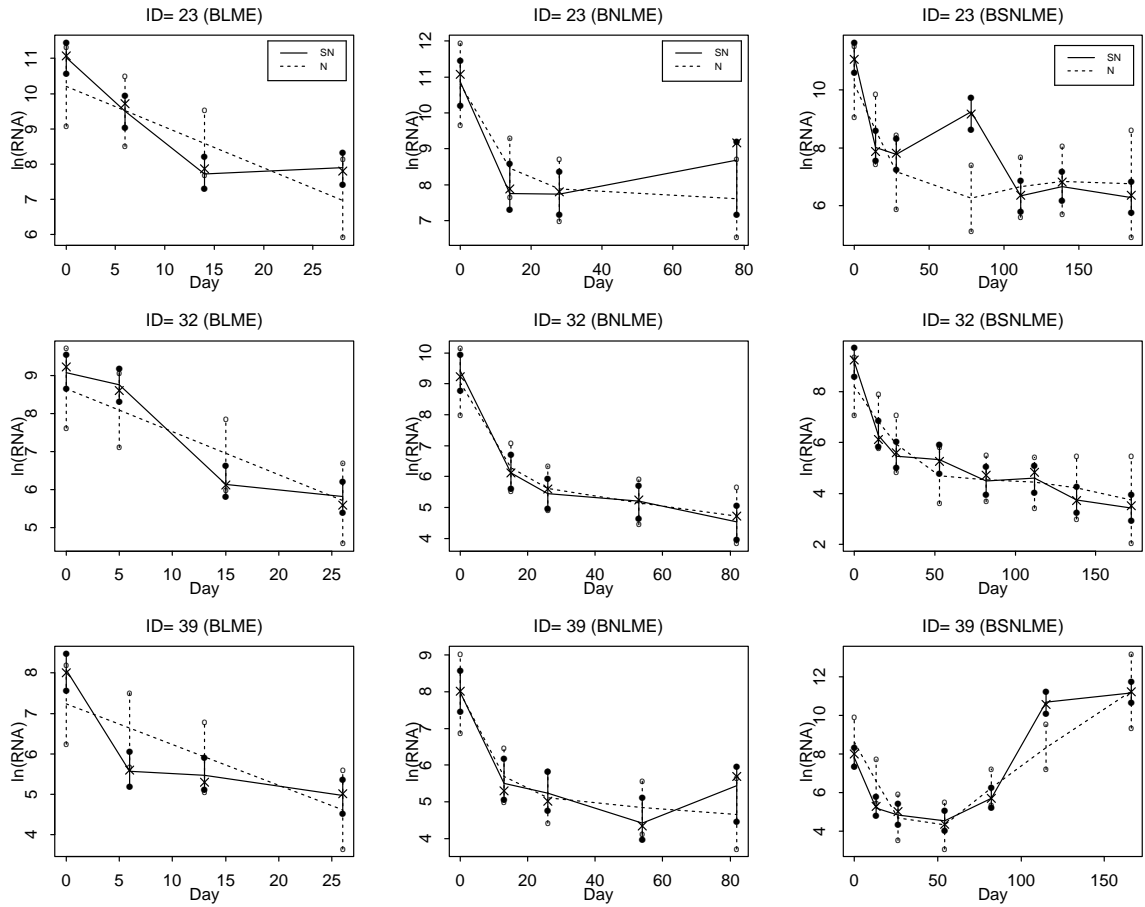 ID= 23 (BLME)
ln(RNA)
6 7 8 9 10 11
SN
N
0 5 10 15 20 25
Day
ID= 23 (BNLME)
ln(RNA)
7 8 9 10 11 12
0 20 40 60 80
Day
ID= 23 (BSNLME)
ln(RNA)
6 8 10
SN
N
0 50 100 150
Day
ID= 32 (BLME)
ln(RNA)
5 6 7 8 9
0 5 10 15 20 25
Day
ID= 32 (BNLME)
ln(RNA)
4 5 6 7 8 9 10
0 20 40 60 80
Day
ID= 32 (BSNLME)
ln(RNA)
2 4 6 8
0 50 100 150
Day
ID= 39 (BLME)
ln(RNA)
4 5 6 7 8
0 5 10 15 20 25
Day
ID= 39 (BNLME)
ln(RNA)
4 5 6 7 8 9
0 20 40 60 80
Day
ID= 39 (BSNLME)
ln(RNA)
4 6 8 10 12
0 50 100 150
Day